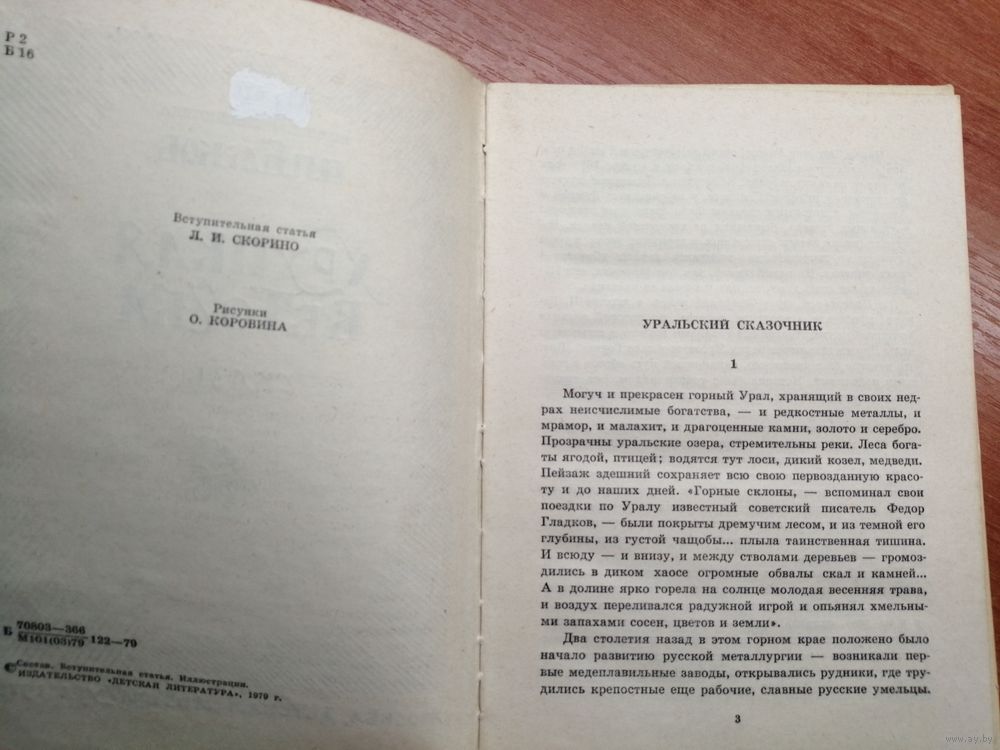 Р 2
Б 16
Вступительная статья
Л. И. СКОРИНО
Рисунки
О. КОРОВИНА
Б 70803—366
М101(03)79 122—79
© Состав. Вступительная статья. Иллюстрации.
ИЗДАТЕЛЬСТВО «ДЕТСКАЯ ЛИТЕРАТУРА», 1979 г.
УРАЛЬСКИЙ СКАЗОЧНИК
1
Могуч и прекрасен горный Урал, хранящий в своих нед-
рах неисчислимые богатства, — и редкостные металлы, и
мрамор, и малахит, и драгоценные камни, золото и серебро.
Прозрачны уральские озера, стремительны реки. Леса бога-
ты ягодой, птицей; водятся тут лоси, дикий козел, медведи.
Пейзаж здешний сохраняет всю свою первозданную красо-
ту и до наших дней. «Горные склоны, — вспоминал свои
поездки по Уралу известный советский писатель Федор
Гладков, — были покрыты дремучим лесом, и из темной его
глубины, из густой чащобы... плыла таинственная тишина.
И всюду — и внизу, и между стволами деревьев — громоз-
дились в диком хаосе огромные обвалы скал и камней...
А в долине ярко горела на солнце молодая весенняя трава,
и воздух переливался радужной игрой и опьянял хмельны-
ми запахами сосен, цветов и земли».
Два столетия назад в этом горном крае положено было
начало развитию русской металлургии — возникали пер-
вые медеплавильные заводы, открывались рудники, где тру-
дились крепостные еще рабочие, славные русские умельцы.
3
www.ay.by